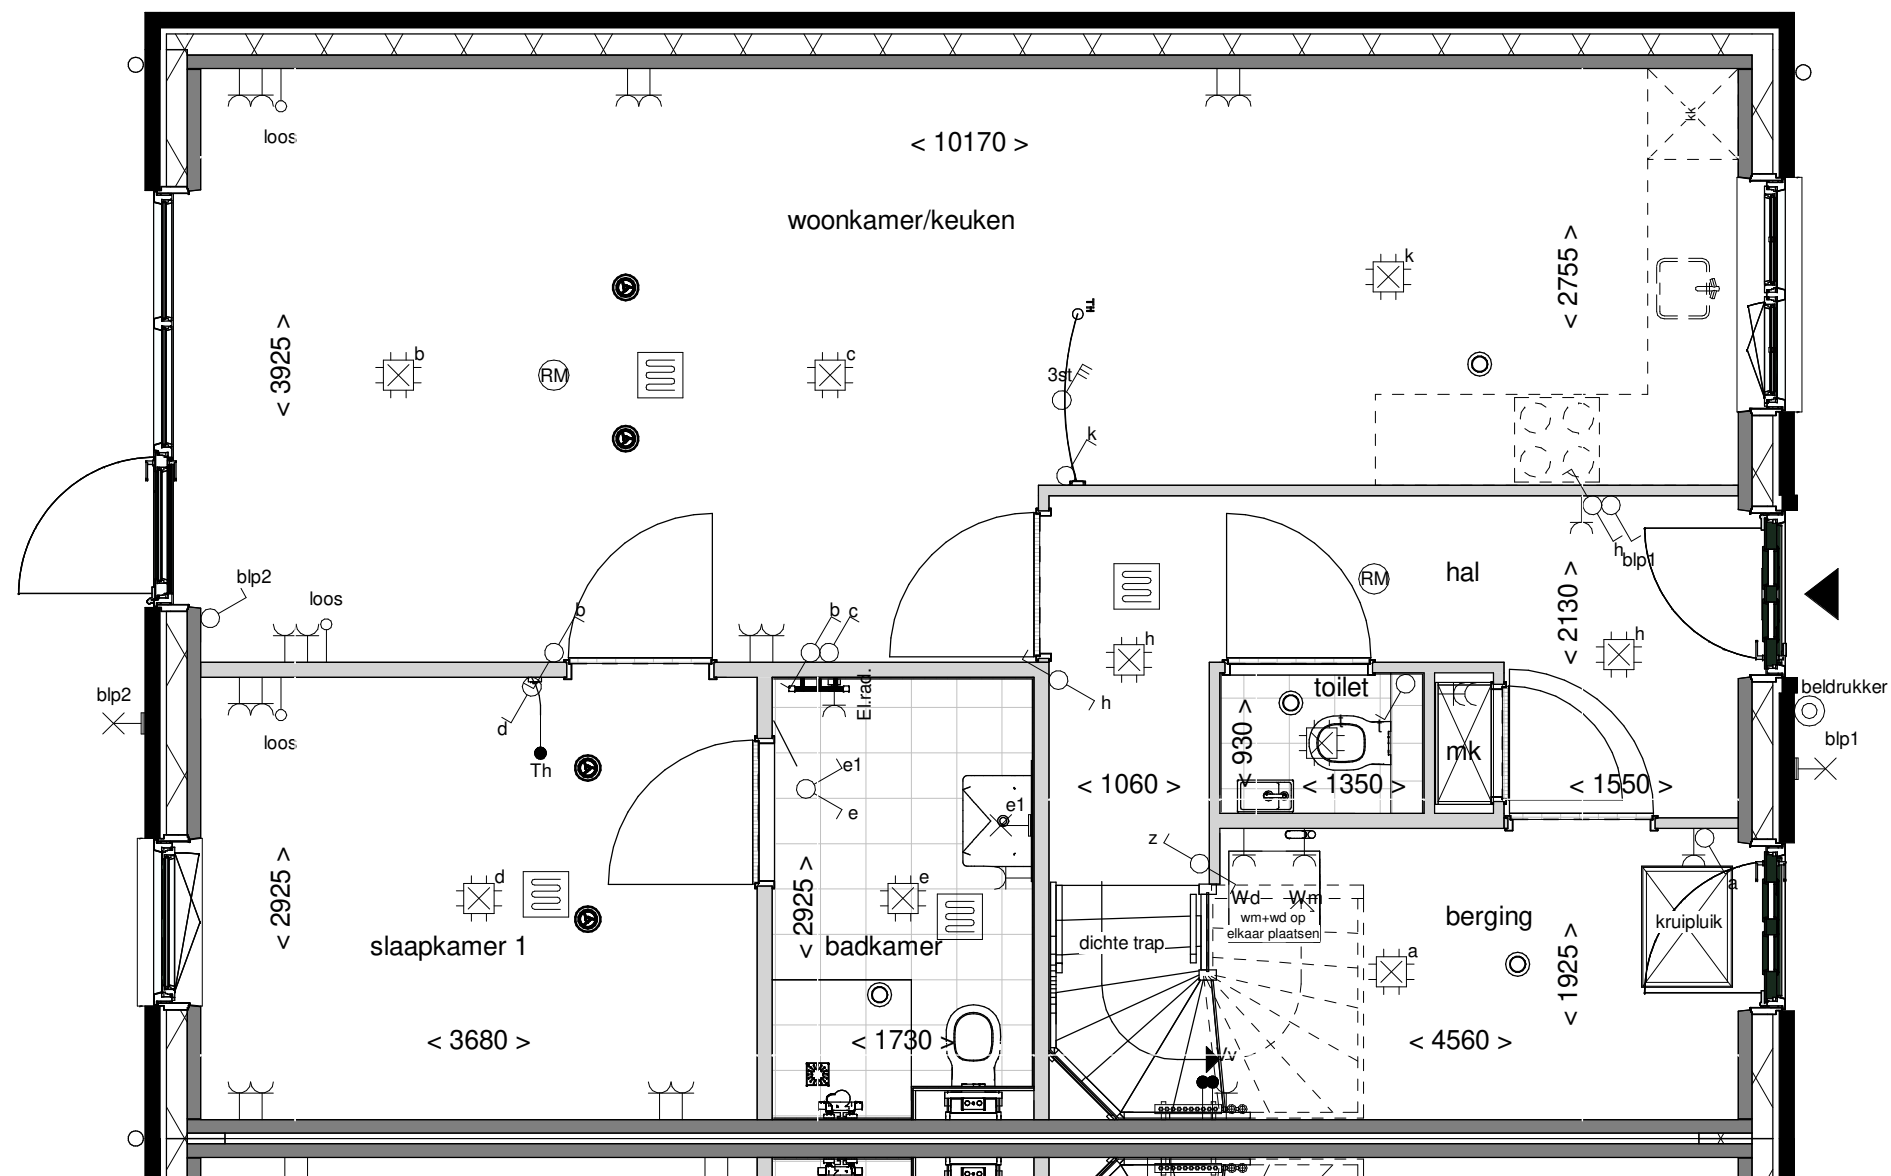 loos
kk
< 10170 >
woonkamer/keuken
k
< 2755 >
TH
< 3925 >
b
RM
c
3st
k
h
blp1
blp2
loos
b
b
c
hal
RM
< 2130 >
h
h
h
El.rad.
toilet
beldrukker
blp2
loos
d
Th
e1
e
e1
< 930 >
t
t
mk
blp1
< 1060 >
< 1350 >
< 1550 >
z
a
< 2925 >
d
< 2925 >
e
Wd
Wm
wm+wd op
elkaar plaatsen
berging
kruipluik
slaapkamer 1
badkamer
dichte trap
a
< 1925 >
< 3680 >
< 1730 >
< 4560 >